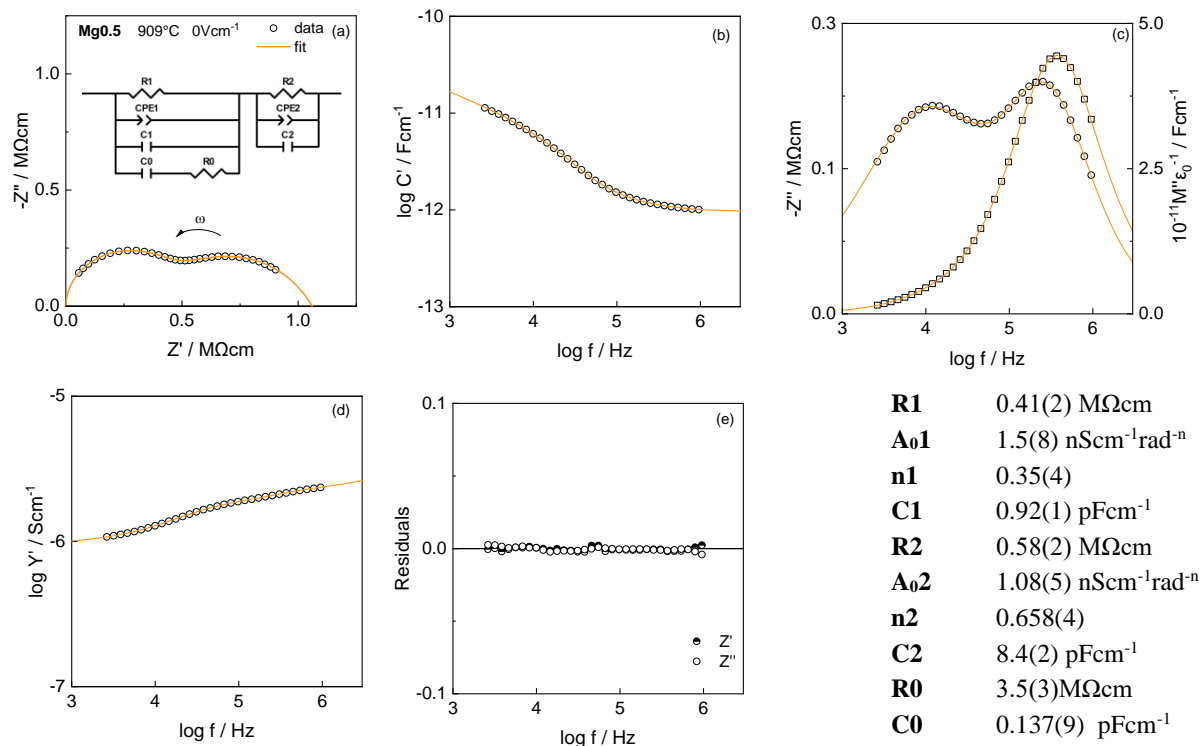 Mg0.5 909°C 0Vcm⁻¹
data
fit
(a)
R1
CPE1
C1
C0
R0
R2
CPE2
C2
ω
1.0
0.5
0.0
-Z'' / MΩcm
0.0
0.5
1.0
Z' / MΩcm
(b)
-10
-11
-12
-13
log C' / Fcm⁻¹
3
4
5
6
log f / Hz
(c)
0.3
0.1
0.0
-Z'' / MΩcm
5.0
2.5
0.0
10⁻¹¹M''ε₀⁻¹ / Fcm⁻¹
3
4
5
6
log f / Hz
(d)
-5
-6
-7
log Y' / Scm⁻¹
3
4
5
6
log f / Hz
(e)
0.1
0.0
-0.1
Residuals
Z'
Z''
3
4
5
6
log f / Hz
R1 0.41(2) MΩcm
A₀1 1.5(8) nScm⁻¹rad⁻ⁿ
n1 0.35(4)
C1 0.92(1) pFcm⁻¹
R2 0.58(2) MΩcm
A₀2 1.08(5) nScm⁻¹rad⁻ⁿ
n2 0.658(4)
C2 8.4(2) pFcm⁻¹
R0 3.5(3)MΩcm
C0 0.137(9) pFcm⁻¹